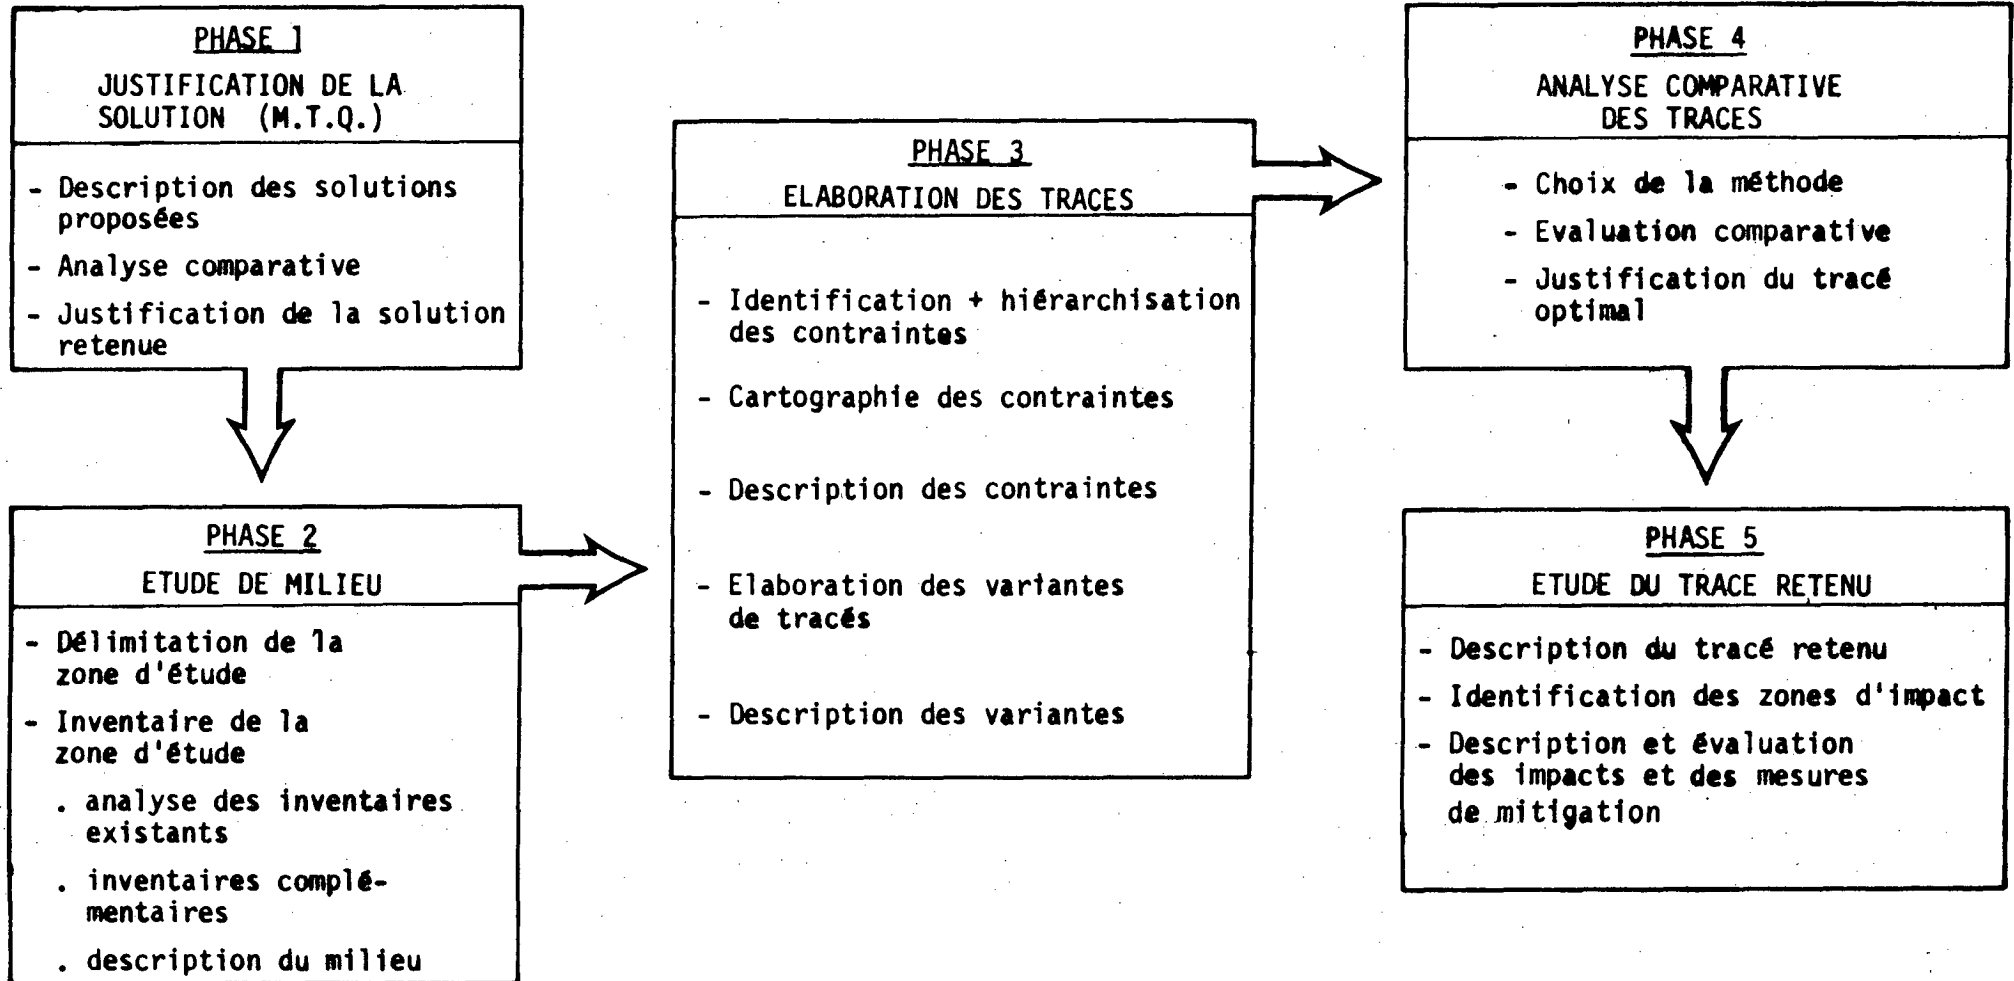 PHASE 1
JUSTIFICATION DE LA
SOLUTION (M.T.Q.)
- Description des solutions
proposées
- Analyse comparative
- Justification de la solution
retenue
PHASE 2
ETUDE DE MILIEU
- Délimitation de la
zone d'étude
- Inventaire de la
zone d'étude
. analyse des inventaires
existants
. inventaires complé-
mentaires
. description du milieu
PHASE 3
ELABORATION DES TRACES
- Identification + hiérarchisation
des contraintes
- Cartographie des contraintes
- Description des contraintes
- Elaboration des variantes
de tracés
- Description des variantes
PHASE 4
ANALYSE COMPARATIVE
DES TRACES
- Choix de la méthode
- Evaluation comparative
- Justification du tracé
optimal
PHASE 5
ETUDE DU TRACE RETENU
- Description du tracé retenu
- Identification des zones d'impact
- Description et évaluation
des impacts et des mesures
de mitigation